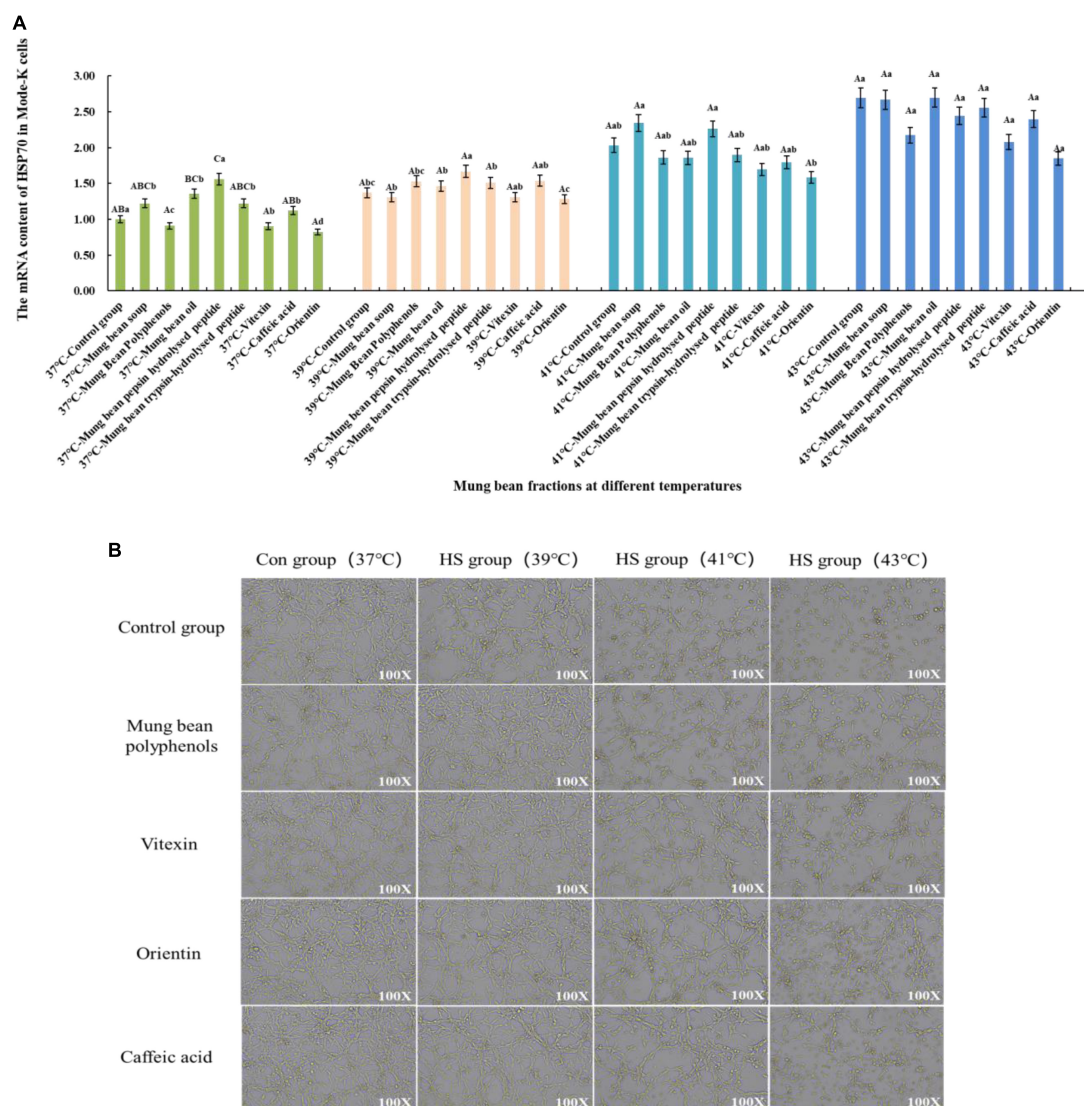 A
The mRNA content of HSP70 in Mode-K cells
3.00
2.50
2.00
1.50
1.00
0.50
0.00
ABa
ABCb
Ac
BCb
Ca
ABCb
Ab
ABb
Ad
Abc
Ab
Abc
Ab
Aa
Ab
Aab
Aab
Ac
Aab
Aa
Aab
Aab
Aa
Aab
Aab
Aab
Ab
Aa
Aa
Aa
Aa
Aa
Aa
Aa
Aa
Aa
37°C-Control group
37°C-Mung bean soup
37°C-Mung Bean Polyphenols
37°C-Mung bean oil
37°C-Mung bean pepsin hydrolysed peptide
37°C-Mung bean trypsin-hydrolysed peptide
37°C-Vitexin
37°C-Caffeic acid
37°C-Orientin
39°C-Control group
39°C-Mung bean soup
39°C-Mung Bean Polyphenols
39°C-Mung bean oil
39°C-Mung bean pepsin hydrolysed peptide
39°C-Mung bean trypsin-hydrolysed peptide
39°C-Vitexin
39°C-Caffeic acid
39°C-Orientin
41°C-Control group
41°C-Mung bean soup
41°C-Mung Bean Polyphenols
41°C-Mung bean oil
41°C-Mung bean pepsin hydrolysed peptide
41°C-Mung bean trypsin-hydrolysed peptide
41°C-Vitexin
41°C-Caffeic acid
41°C-Orientin
43°C-Control group
43°C-Mung bean soup
43°C-Mung Bean Polyphenols
43°C-Mung bean oil
43°C-Mung bean pepsin hydrolysed peptide
43°C-Mung bean trypsin-hydrolysed peptide
43°C-Vitexin
43°C-Caffeic acid
43°C-Orientin
Mung bean fractions at different temperatures
B
Con group (37°C)
HS group (39°C)
HS group (41°C)
HS group (43°C)
Control group
100X
100X
100X
100X
Mung bean
polyphenols
100X
100X
100X
100X
Vitexin
100X
100X
100X
100X
Orientin
100X
100X
100X
100X
Caffeic acid
100X
100X
100X
100X